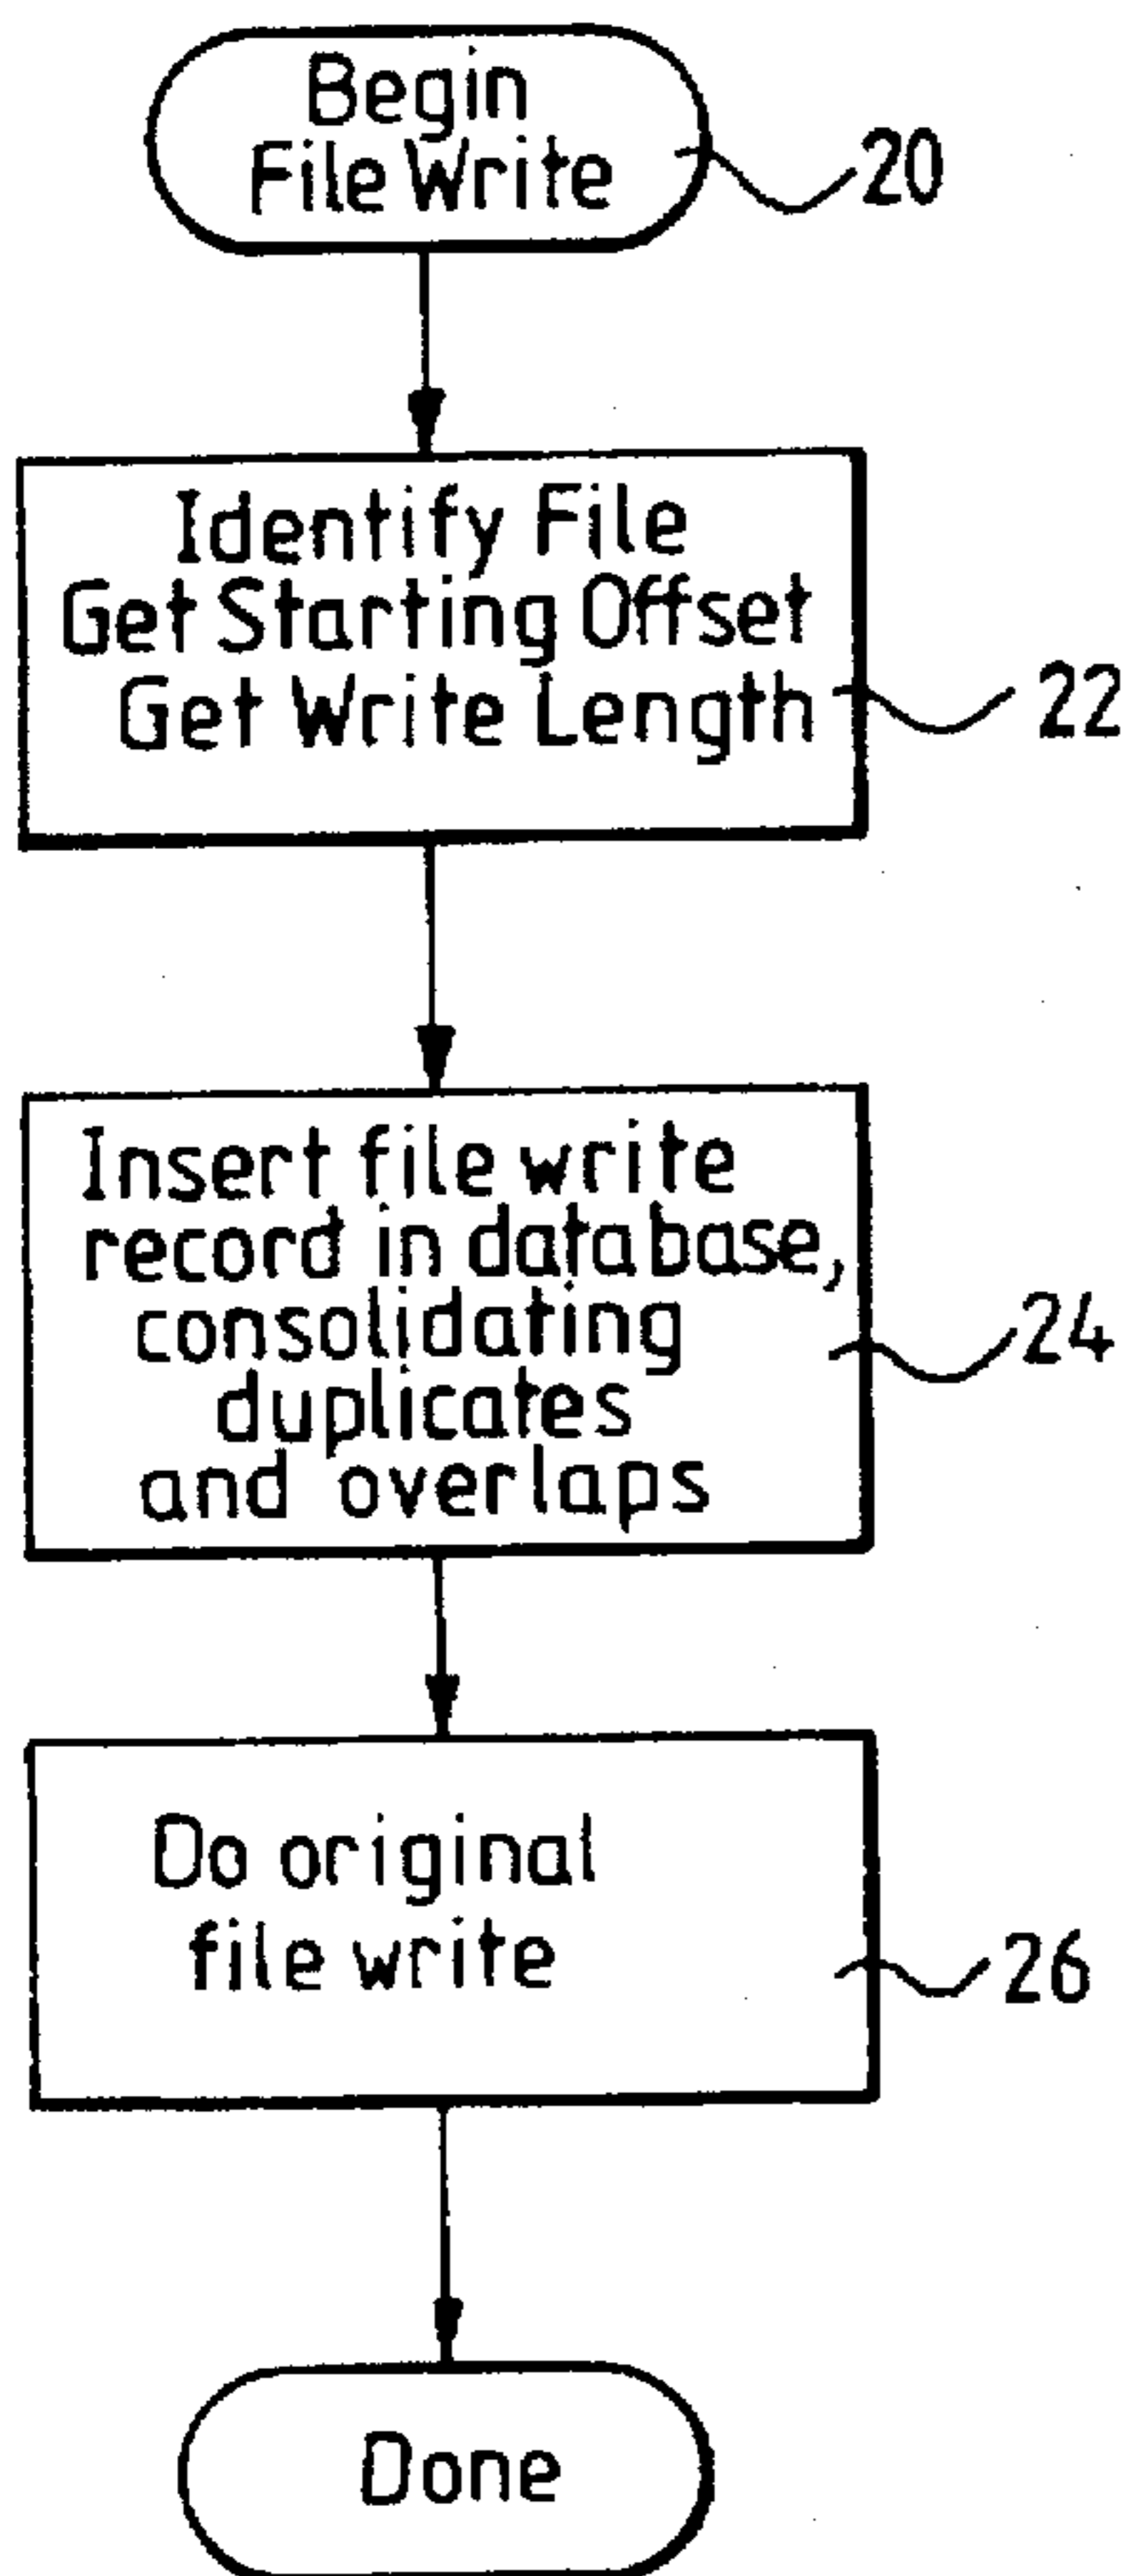 Begin
File Write
20
Identify File
Get Starting Offset
Get Write Length
22
Insert file write
record in database,
consolidating
duplicates
and overlaps
24
Do original
file write
26
Done